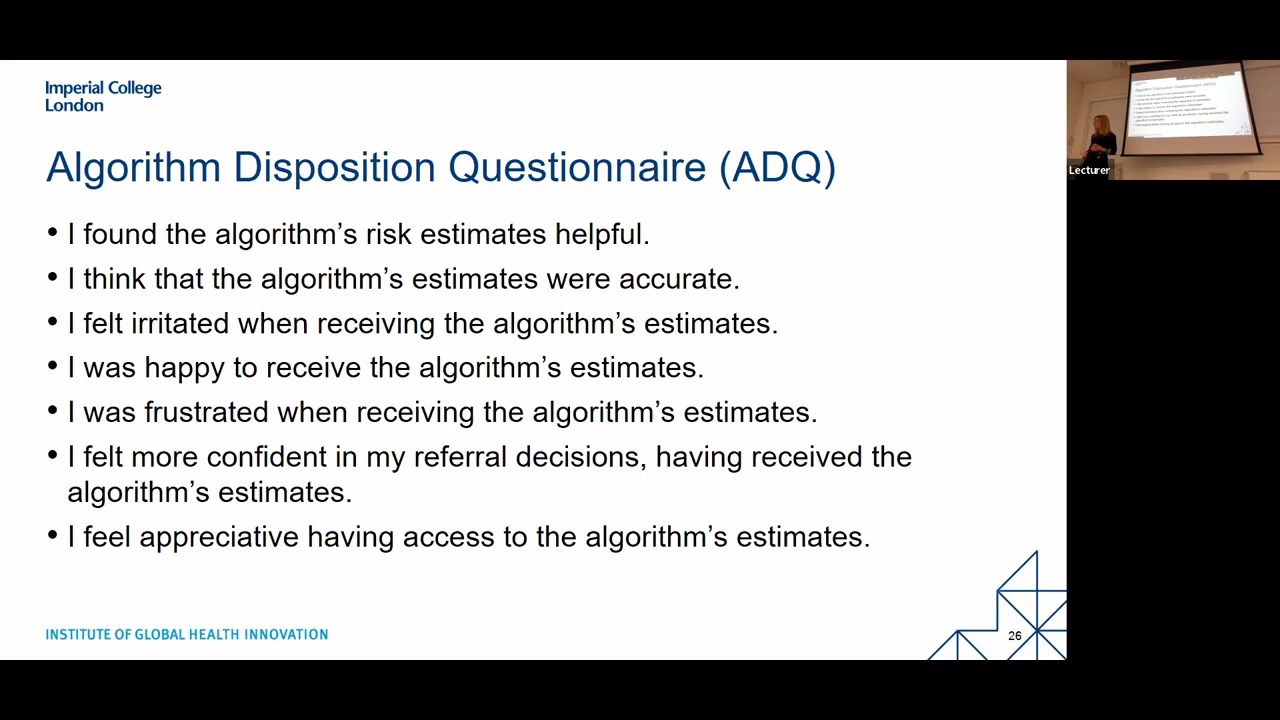 Imperial College
London
Algorithm Disposition Questionnaire (ADQ)
• I found the algorithm’s risk estimates helpful.
• I think that the algorithm’s estimates were accurate.
• I felt irritated when receiving the algorithm’s estimates.
• I was happy to receive the algorithm’s estimates.
• I was frustrated when receiving the algorithm’s estimates.
• I felt more confident in my referral decisions, having received the
algorithm’s estimates.
• I feel appreciative having access to the algorithm’s estimates.
INSTITUTE OF GLOBAL HEALTH INNOVATION
26
Lecturer